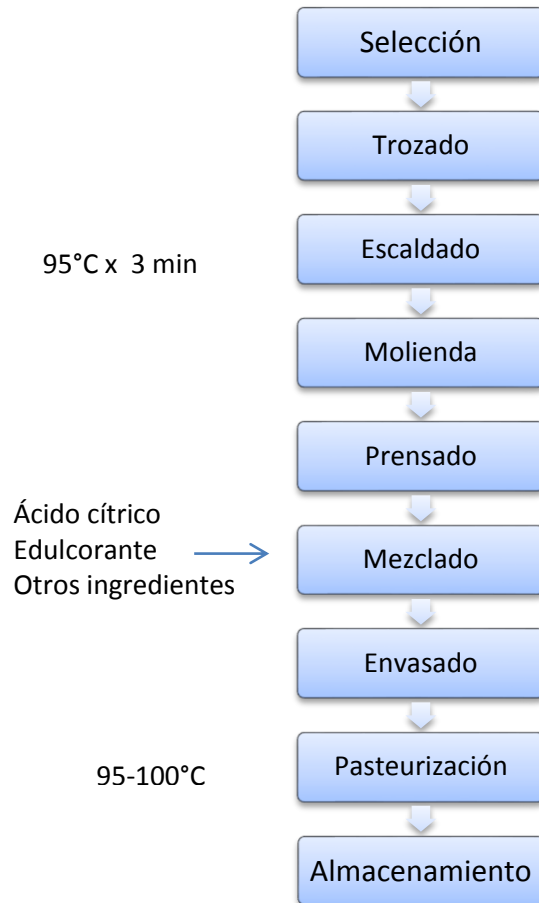 Selección
Trozado
95°C x  3 min
Escaldado
Molienda
Prensado
Ácido cítrico
Edulcorante
Otros ingredientes
Mezclado
Envasado
95-100°C
Pasteurización
Almacenamiento